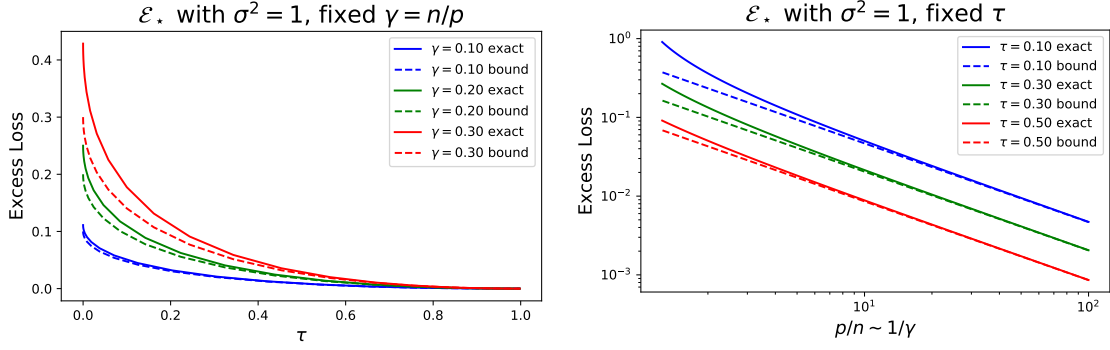 ℰ⋆ with σ² = 1, fixed γ = n/p
Excess Loss
0.4
0.3
0.2
0.1
0.0
0.0 0.2 0.4 0.6 0.8 1.0
τ
γ = 0.10 exact
γ = 0.10 bound
γ = 0.20 exact
γ = 0.20 bound
γ = 0.30 exact
γ = 0.30 bound
ℰ⋆ with σ² = 1, fixed τ
Excess Loss
10⁰
10⁻¹
10⁻²
10⁻³
10¹ 10²
p/n ~ 1/γ
τ = 0.10 exact
τ = 0.10 bound
τ = 0.30 exact
τ = 0.30 bound
τ = 0.50 exact
τ = 0.50 bound